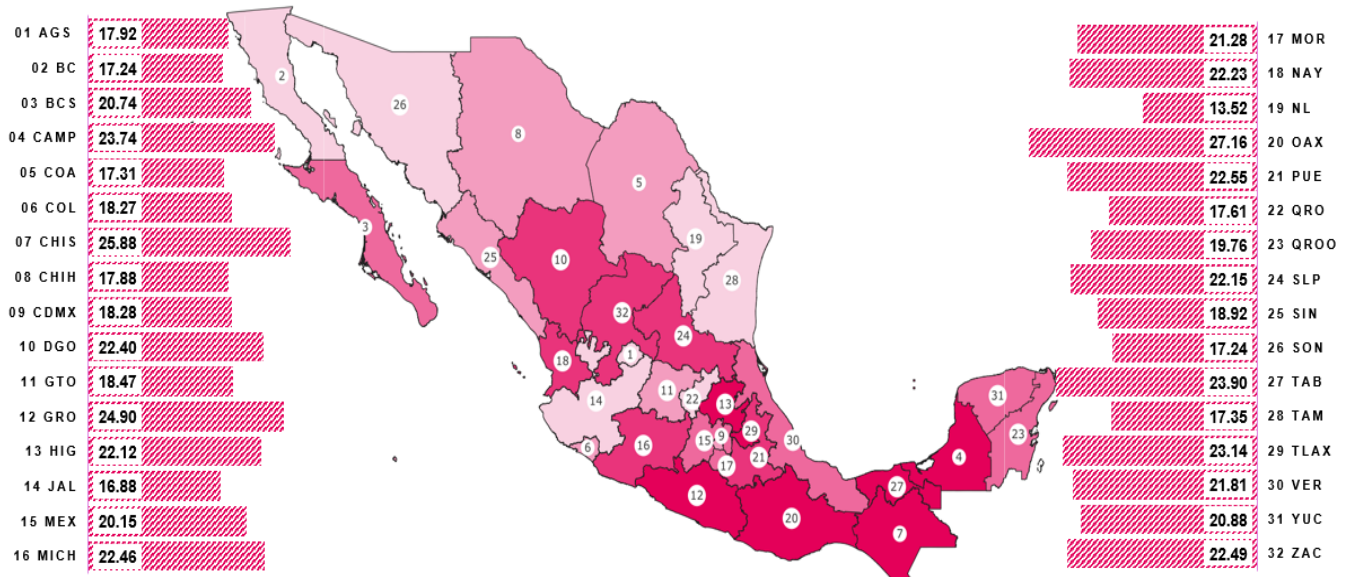 01 AGS 17.92
02 BC 17.24
03 BCS 20.74
04 CAMP 23.74
05 COA 17.31
06 COL 18.27
07 CHIS 25.88
08 CHIH 17.88
09 CDMX 18.28
10 DGO 22.40
11 GTO 18.47
12 GRO 24.90
13 HIG 22.12
14 JAL 16.88
15 MEX 20.15
16 MICH 22.46
2
26
8
5
3
19
25
10
28
32
24
18
1
14
11
22
13
6
16
15
9
29
30
17
21
12
20
27
7
4
31
23
21.28 17 MOR
22.23 18 NAY
13.52 19 NL
27.16 20 OAX
22.55 21 PUE
17.61 22 QRO
19.76 23 QROO
22.15 24 SLP
18.92 25 SIN
17.24 26 SON
23.90 27 TAB
17.35 28 TAM
23.14 29 TLAX
21.81 30 VER
20.88 31 YUC
22.49 32 ZAC